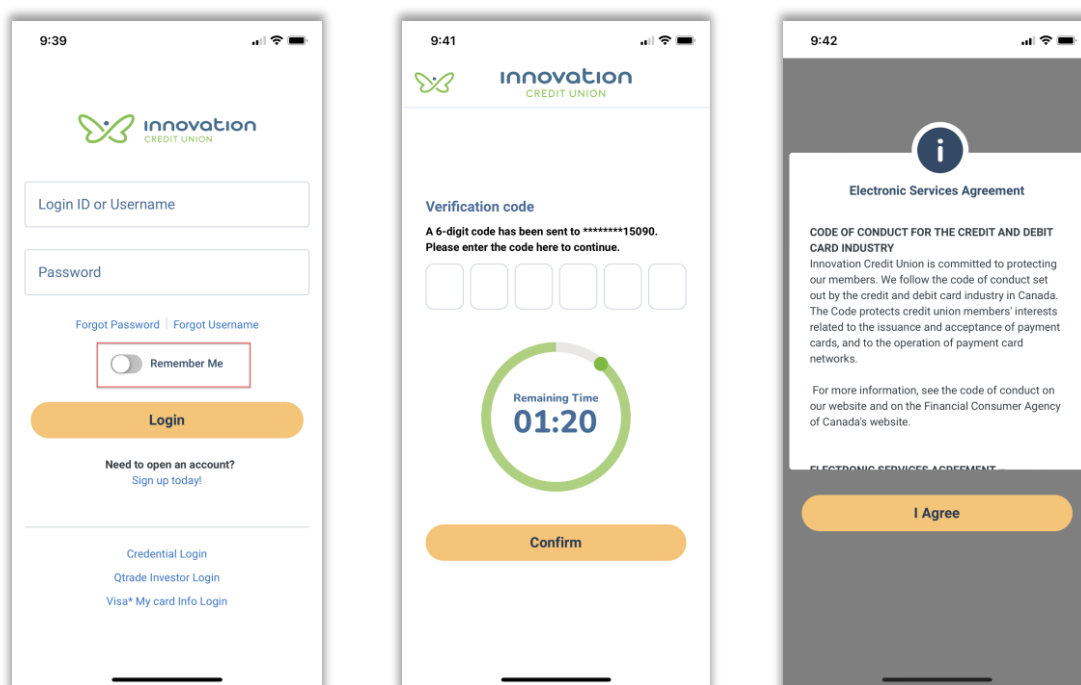 9:39
innovation
CREDIT UNION
Login ID or Username
Password
Forgot Password | Forgot Username
Remember Me
Login
Need to open an account?
Sign up today!
Credential Login
Qtrade Investor Login
Visa* My card Info Login
9:41
innovation
CREDIT UNION
Verification code
A 6-digit code has been sent to ********15090.
Please enter the code here to continue.
Remaining Time
01:20
Confirm
9:42
i
Electronic Services Agreement
CODE OF CONDUCT FOR THE CREDIT AND DEBIT
CARD INDUSTRY
Innovation Credit Union is committed to protecting
our members. We follow the code of conduct set
out by the credit and debit card industry in Canada.
The Code protects credit union members' interests
related to the issuance and acceptance of payment
cards, and to the operation of payment card
networks.
For more information, see the code of conduct on
our website and on the Financial Consumer Agency
of Canada's website.
ELECTRONIC SERVICES AGREEMENT –
I Agree